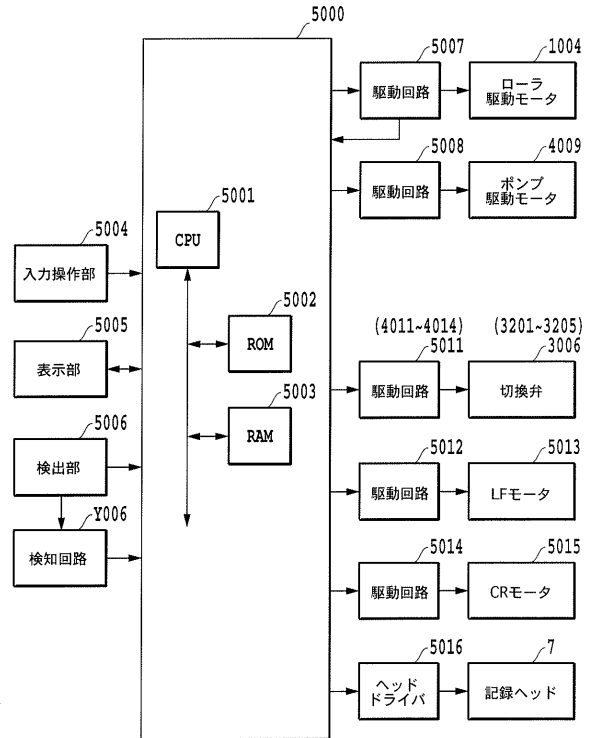 5000
5007
駆動回路
1004
ローラ
駆動モータ
5008
駆動回路
4009
ポンプ
駆動モータ
5001
CPU
5004
入力操作部
5002
ROM
5005
表示部
5003
RAM
5006
検出部
Y006
検知回路
(4011~4014)
5011
駆動回路
(3201~3205)
3006
切換弁
5012
駆動回路
5013
LFモータ
5014
駆動回路
5015
CRモータ
5016
ヘッド
ドライバ
7
記録ヘッド